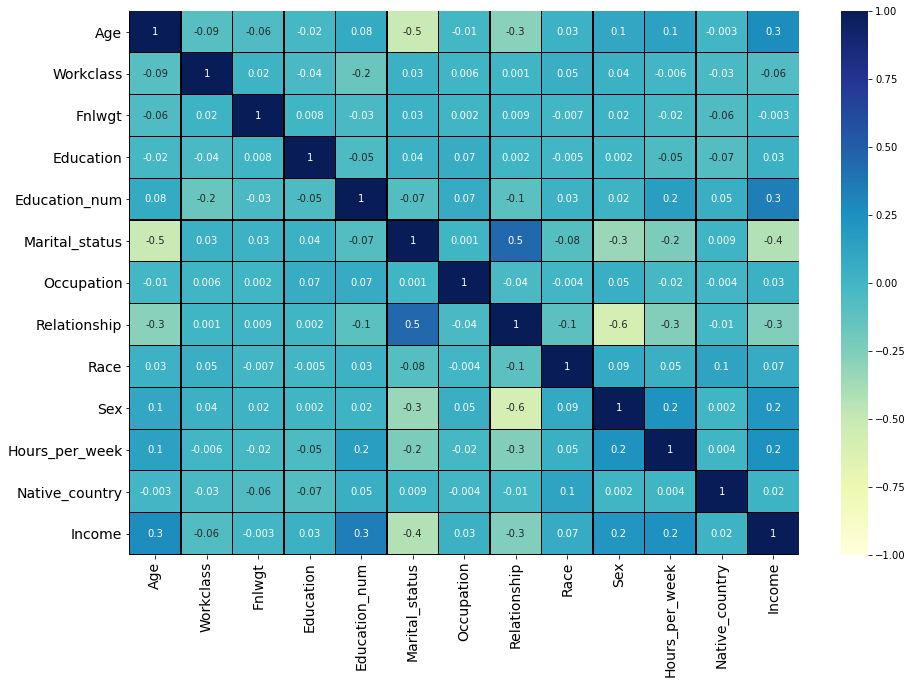 Age 1 -0.09 -0.06 -0.02 0.08 -0.5 -0.01 -0.3 0.03 0.1 0.1 -0.003 0.3
Workclass -0.09 1 0.02 -0.04 -0.2 0.03 0.006 0.001 0.05 0.04 -0.006 -0.03 -0.06
Fnlwgt -0.06 0.02 1 0.008 -0.03 0.03 0.002 0.009 -0.007 0.02 -0.02 -0.06 -0.003
Education -0.02 -0.04 0.008 1 -0.05 0.04 0.07 0.002 -0.005 0.002 -0.05 -0.07 0.03
Education_num 0.08 -0.2 -0.03 -0.05 1 -0.07 0.07 -0.1 0.03 0.02 0.2 0.05 0.3
Marital_status -0.5 0.03 0.03 0.04 -0.07 1 0.001 0.5 -0.08 -0.3 -0.2 0.009 -0.4
Occupation -0.01 0.006 0.002 0.07 0.07 0.001 1 -0.04 -0.004 0.05 -0.02 -0.004 0.03
Relationship -0.3 0.001 0.009 0.002 -0.1 0.5 -0.04 1 -0.1 -0.6 -0.3 -0.01 -0.3
Race 0.03 0.05 -0.007 -0.005 0.03 -0.08 -0.004 -0.1 1 0.09 0.05 0.1 0.07
Sex 0.1 0.04 0.02 0.002 0.02 -0.3 0.05 -0.6 0.09 1 0.2 0.002 0.2
Hours_per_week 0.1 -0.006 -0.02 -0.05 0.2 -0.2 -0.02 -0.3 0.05 0.2 1 0.004 0.2
Native_country -0.003 -0.03 -0.06 -0.07 0.05 0.009 -0.004 -0.01 0.1 0.002 0.004 1 0.02
Income 0.3 -0.06 -0.003 0.03 0.3 -0.4 0.03 -0.3 0.07 0.2 0.2 0.02 1
Age
Workclass
Fnlwgt
Education
Education_num
Marital_status
Occupation
Relationship
Race
Sex
Hours_per_week
Native_country
Income
1.00
0.75
0.50
0.25
0.00
−0.25
−0.50
−0.75
−1.00